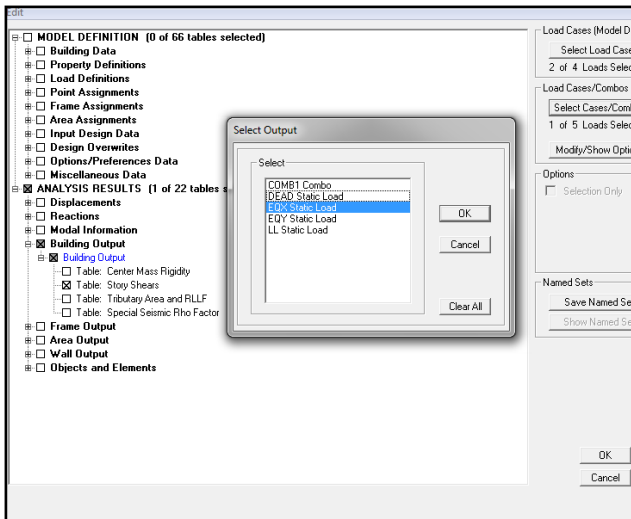 Edit
MODEL DEFINITION (0 of 66 tables selected)
Building Data
Property Definitions
Load Definitions
Point Assignments
Frame Assignments
Area Assignments
Input Design Data
Design Overwrites
Options/Preferences Data
Miscellaneous Data
ANALYSIS RESULTS (1 of 22 tables s
Displacements
Reactions
Modal Information
Building Output
Building Output
Table: Center Mass Rigidity
Table: Story Shears
Table: Tributary Area and RLLF
Table: Special Seismic Rho Factor
Frame Output
Area Output
Wall Output
Objects and Elements
Select Output
Select
COMB1 Combo
DEAD Static Load
EQX Static Load
EQY Static Load
LL Static Load
OK
Cancel
Clear All
Load Cases (Model D
Select Load Case
2 of 4 Loads Selec
Load Cases/Combos
Select Cases/Comb
1 of 5 Loads Selec
Modify/Show Optio
Options
Selection Only
Named Sets
Save Named Se
Show Named Se
OK
Cancel